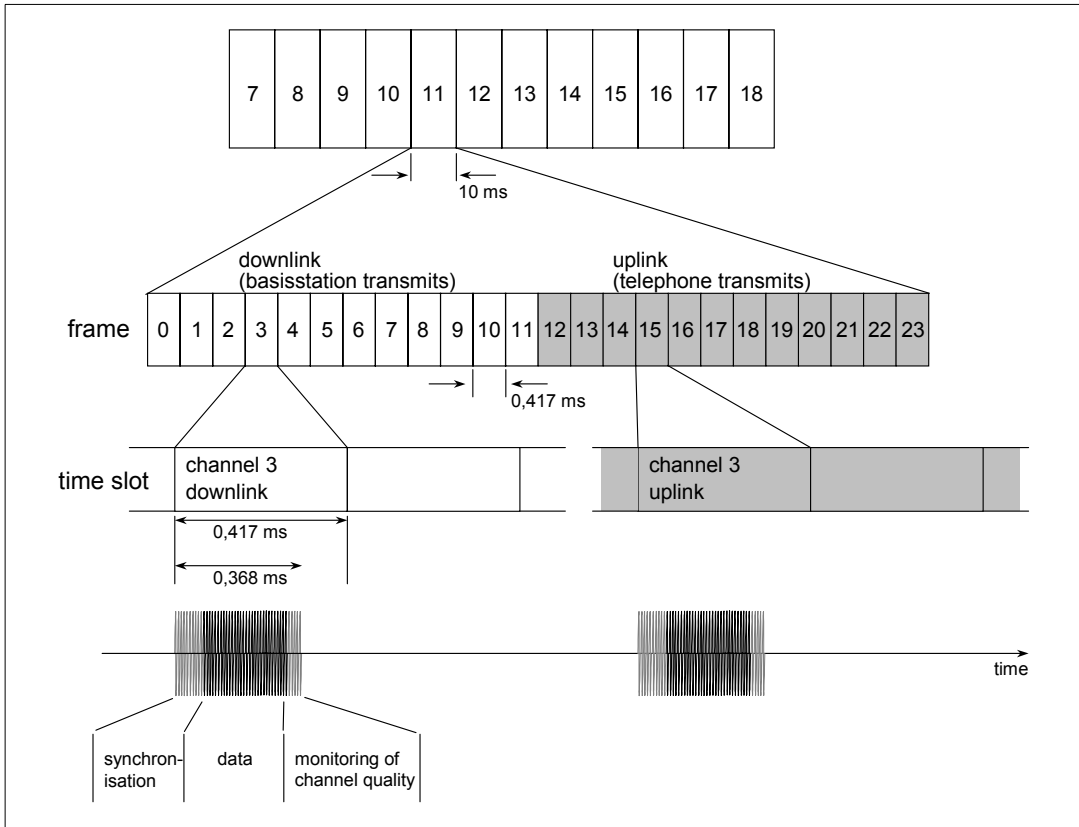 7 8 9 10 11 12 13 14 15 16 17 18
10 ms
downlink
(basisstation transmits)
uplink
(telephone transmits)
frame
0 1 2 3 4 5 6 7 8 9 10 11 12 13 14 15 16 17 18 19 20 21 22 23
0,417 ms
time slot
channel 3
downlink
channel 3
uplink
0,417 ms
0,368 ms
time
synchron-
isation
data
monitoring of
channel quality